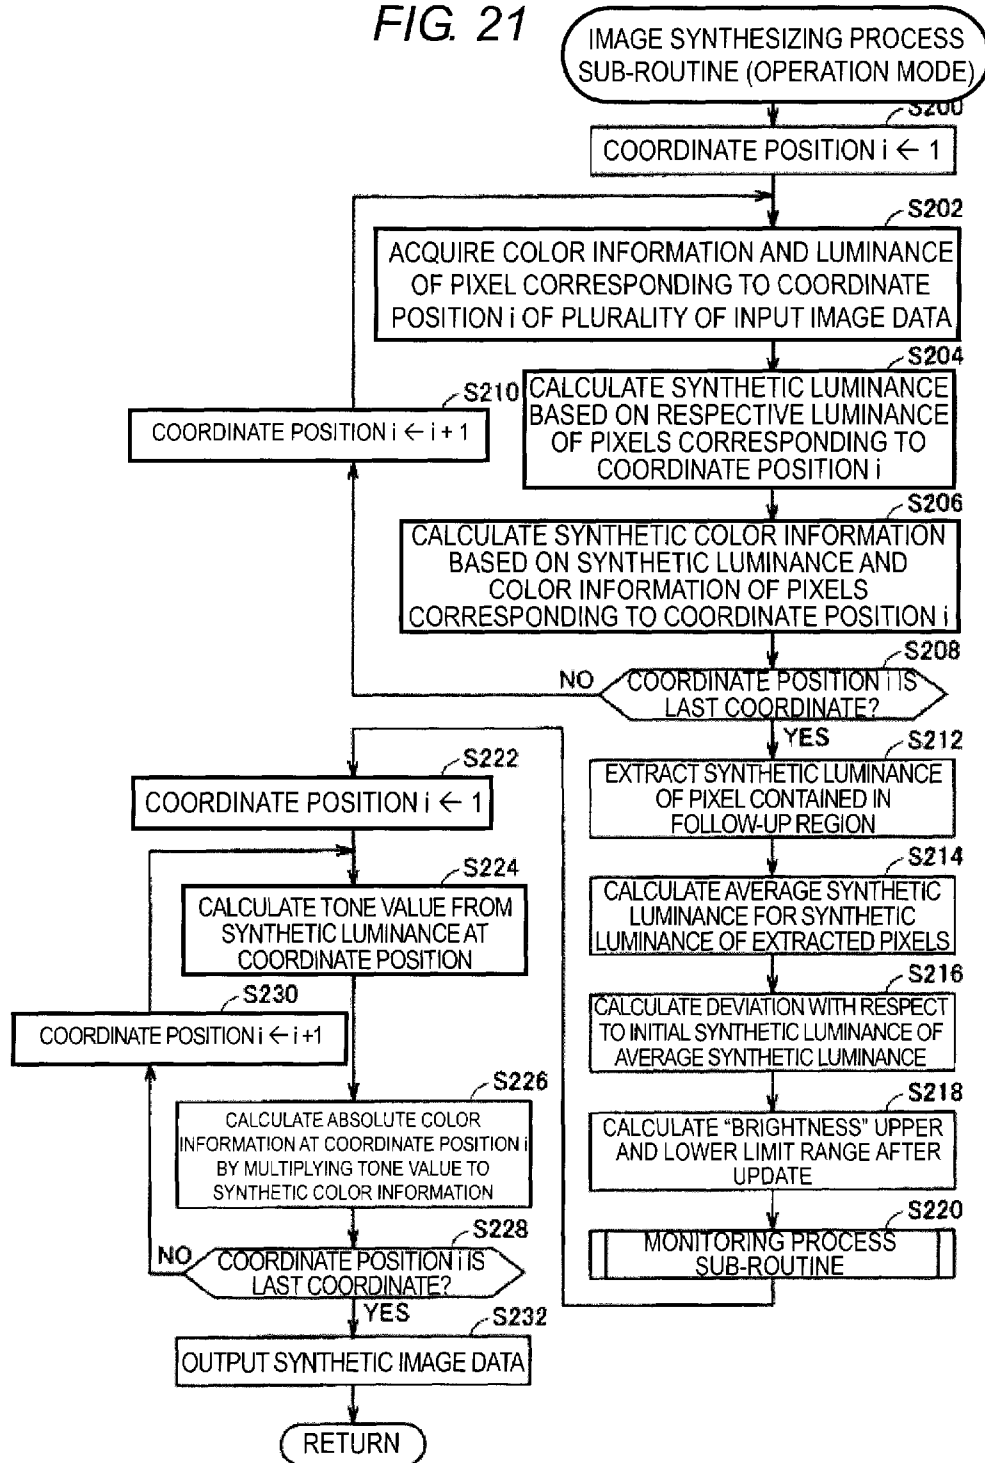 FIG. 21
IMAGE SYNTHESIZING PROCESS
SUB-ROUTINE (OPERATION MODE)
S200
COORDINATE POSITION i ← 1
S202
ACQUIRE COLOR INFORMATION AND LUMINANCE
OF PIXEL CORRESPONDING TO COORDINATE
POSITION i OF PLURALITY OF INPUT IMAGE DATA
S204
CALCULATE SYNTHETIC LUMINANCE
BASED ON RESPECTIVE LUMINANCE
OF PIXELS CORRESPONDING TO
COORDINATE POSITION i
S210
COORDINATE POSITION i ← i + 1
S206
CALCULATE SYNTHETIC COLOR INFORMATION
BASED ON SYNTHETIC LUMINANCE AND
COLOR INFORMATION OF PIXELS
CORRESPONDING TO COORDINATE POSITION i
S208
NO
COORDINATE POSITION i IS
LAST COORDINATE?
YES
S212
EXTRACT SYNTHETIC LUMINANCE
OF PIXEL CONTAINED IN
FOLLOW-UP REGION
S214
CALCULATE AVERAGE SYNTHETIC
LUMINANCE FOR SYNTHETIC
LUMINANCE OF EXTRACTED PIXELS
S216
CALCULATE DEVIATION WITH RESPECT
TO INITIAL SYNTHETIC LUMINANCE OF
AVERAGE SYNTHETIC LUMINANCE
S218
CALCULATE “BRIGHTNESS” UPPER
AND LOWER LIMIT RANGE AFTER
UPDATE
S220
MONITORING PROCESS
SUB-ROUTINE
S222
COORDINATE POSITION i ← 1
S224
CALCULATE TONE VALUE FROM
SYNTHETIC LUMINANCE AT
COORDINATE POSITION
S230
COORDINATE POSITION i ← i+1
S226
CALCULATE ABSOLUTE COLOR
INFORMATION AT COORDINATE POSITION i
BY MULTIPLYING TONE VALUE TO
SYNTHETIC COLOR INFORMATION
S228
NO
COORDINATE POSITION i IS
LAST COORDINATE?
YES
S232
OUTPUT SYNTHETIC IMAGE DATA
RETURN